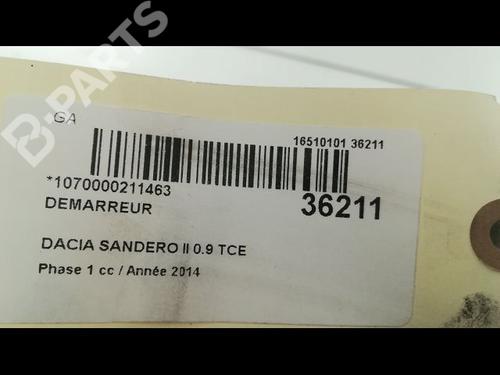 B-PARTS
GA
16510101 36211
*1070000211463
36211
DEMARREUR
DACIA SANDERO II 0.9 TCE
Phase 1 cc / Année 2014